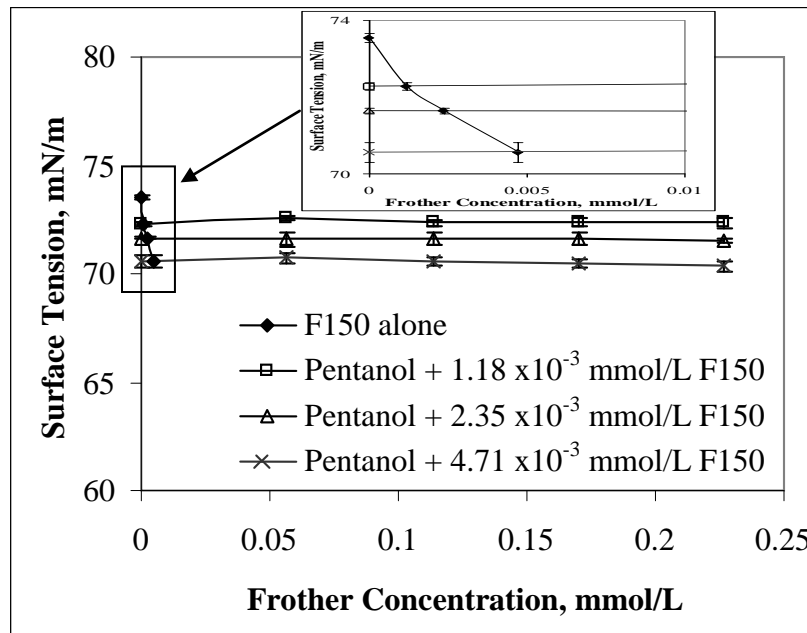 74
Surface Tension, mN/m
70
0
0.005
0.01
Frother Concentration, mmol/L
80
75
70
65
60
Surface Tension, mN/m
F150 alone
Pentanol + 1.18 x10⁻³ mmol/L F150
Pentanol + 2.35 x10⁻³ mmol/L F150
Pentanol + 4.71 x10⁻³ mmol/L F150
0
0.05
0.1
0.15
0.2
0.25
Frother Concentration, mmol/L